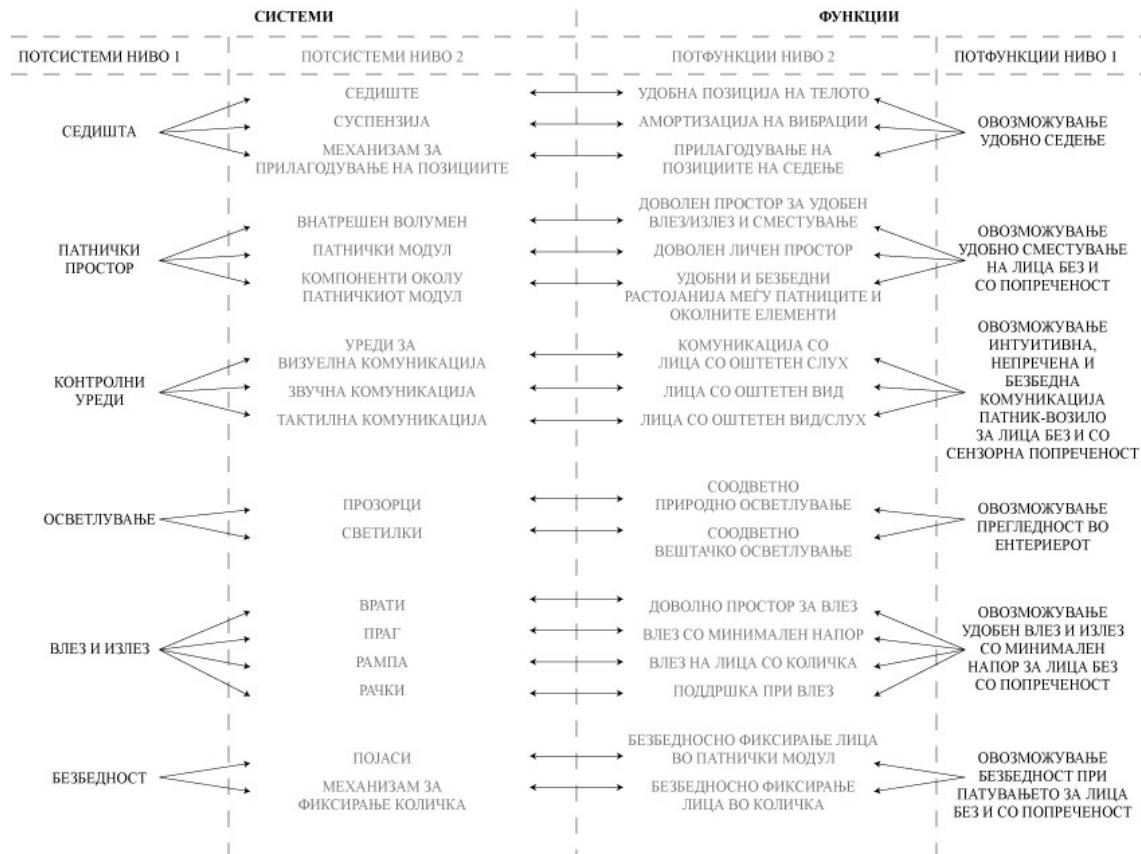 СИСТЕМИ
ФУНКЦИИ
ПОТСИСТЕМИ НИВО 1
ПОТСИСТЕМИ НИВО 2
ПОТФУНКЦИИ НИВО 2
ПОТФУНКЦИИ НИВО 1
СЕДИШТА
СЕДИШТЕ
УДОБНА ПОЗИЦИЈА НА ТЕЛОТО
СУСПЕНЗИЈА
АМОРТИЗАЦИЈА НА ВИБРАЦИИ
МЕХАНИЗАМ ЗА
ПРИЛАГОДУВАЊЕ НА ПОЗИЦИИТЕ
ПРИЛАГОДУВАЊЕ НА
ПОЗИЦИИТЕ НА СЕДЕЊЕ
ОВОЗМОЖУВАЊЕ
УДОБНО СЕДЕЊЕ
ПАТНИЧКИ
ПРОСТОР
ВНАТРЕШЕН ВОЛУМЕН
ДОВОЛЕН ПРОСТОР ЗА УДОБЕН
ВЛЕЗ/ИЗЛЕЗ И СМЕСТУВАЊЕ
ПАТНИЧКИ МОДУЛ
ДОВОЛЕН ЛИЧЕН ПРОСТОР
КОМПОНЕНТИ ОКОЛУ
ПАТНИЧКИОТ МОДУЛ
УДОБНИ И БЕЗБЕДНИ
РАСТОЈАНИЈА МЕЃУ ПАТНИЦИТЕ И
ОКОЛНИТЕ ЕЛЕМЕНТИ
ОВОЗМОЖУВАЊЕ
УДОБНО СМЕСТУВАЊЕ
НА ЛИЦА БЕЗ И
СО ПОПРЕЧЕНОСТ
КОНТРОЛНИ
УРЕДИ
УРЕДИ ЗА
ВИЗУЕЛНА КОМУНИКАЦИЈА
КОМУНИКАЦИЈА СО
ЛИЦА СО ОШТЕТЕН СЛУХ
ЗВУЧНА КОМУНИКАЦИЈА
ЛИЦА СО ОШТЕТЕН ВИД
ТАКТИЛНА КОМУНИКАЦИЈА
ЛИЦА СО ОШТЕТЕН ВИД/СЛУХ
ОВОЗМОЖУВАЊЕ
ИНТУИТИВНА,
НЕПРЕЧЕНА И
БЕЗБЕДНА
КОМУНИКАЦИЈА
ПАТНИК-ВОЗИЛО
ЗА ЛИЦА БЕЗ И СО
СЕНЗОРНА ПОПРЕЧЕНОСТ
ОСВЕТЛУВАЊЕ
ПРОЗОРЦИ
СООДВЕТНО
ПРИРОДНО ОСВЕТЛУВАЊЕ
СВЕТИЛКИ
СООДВЕТНО
ВЕШТАЧКО ОСВЕТЛУВАЊЕ
ОВОЗМОЖУВАЊЕ
ПРЕГЛЕДНОСТ ВО
ЕНТЕРИЕРОТ
ВЛЕЗ И ИЗЛЕЗ
ВРАТИ
ДОВОЛНО ПРОСТОР ЗА ВЛЕЗ
ПРАГ
ВЛЕЗ СО МИНИМАЛЕН НАПОР
РАМПА
ВЛЕЗ НА ЛИЦА СО КОЛИЧКА
РАЧКИ
ПОДДРШКА ПРИ ВЛЕЗ
ОВОЗМОЖУВАЊЕ
УДОБЕН ВЛЕЗ И ИЗЛЕЗ
СО МИНИМАЛЕН
НАПОР ЗА ЛИЦА БЕЗ
СО ПОПРЕЧЕНОСТ
БЕЗБЕДНОСТ
ПОЈАСИ
БЕЗБЕДНОСНО ФИКСИРАЊЕ ЛИЦА
ВО ПАТНИЧКИ МОДУЛ
МЕХАНИЗАМ ЗА
ФИКСИРАЊЕ КОЛИЧКА
БЕЗБЕДНОСНО ФИКСИРАЊЕ
ЛИЦА ВО КОЛИЧКА
ОВОЗМОЖУВАЊЕ
БЕЗБЕДНОСТ ПРИ
ПАТУВАЊЕТО ЗА ЛИЦА
БЕЗ И СО ПОПРЕЧЕНОСТ